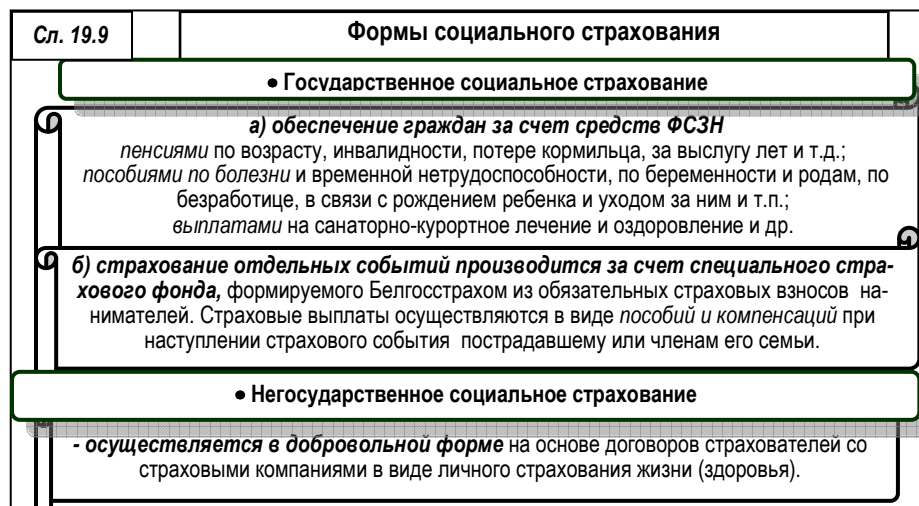 Сл. 19.9
Формы социального страхования
• Государственное социальное страхование
а) обеспечение граждан за счет средств ФСЗН
пенсиями по возрасту, инвалидности, потере кормильца, за выслугу лет и т.д.;
пособиями по болезни и временной нетрудоспособности, по беременности и родам, по
безработице, в связи с рождением ребенка и уходом за ним и т.п.;
выплатами на санаторно-курортное лечение и оздоровление и др.
б) страхование отдельных событий производится за счет специального стра-
хового фонда, формируемого Белгосстрахом из обязательных страховых взносов на-
нимателей. Страховые выплаты осуществляются в виде пособий и компенсаций при
наступлении страхового события пострадавшему или членам его семьи.
• Негосударственное социальное страхование
- осуществляется в добровольной форме на основе договоров страхователей со
страховыми компаниями в виде личного страхования жизни (здоровья).